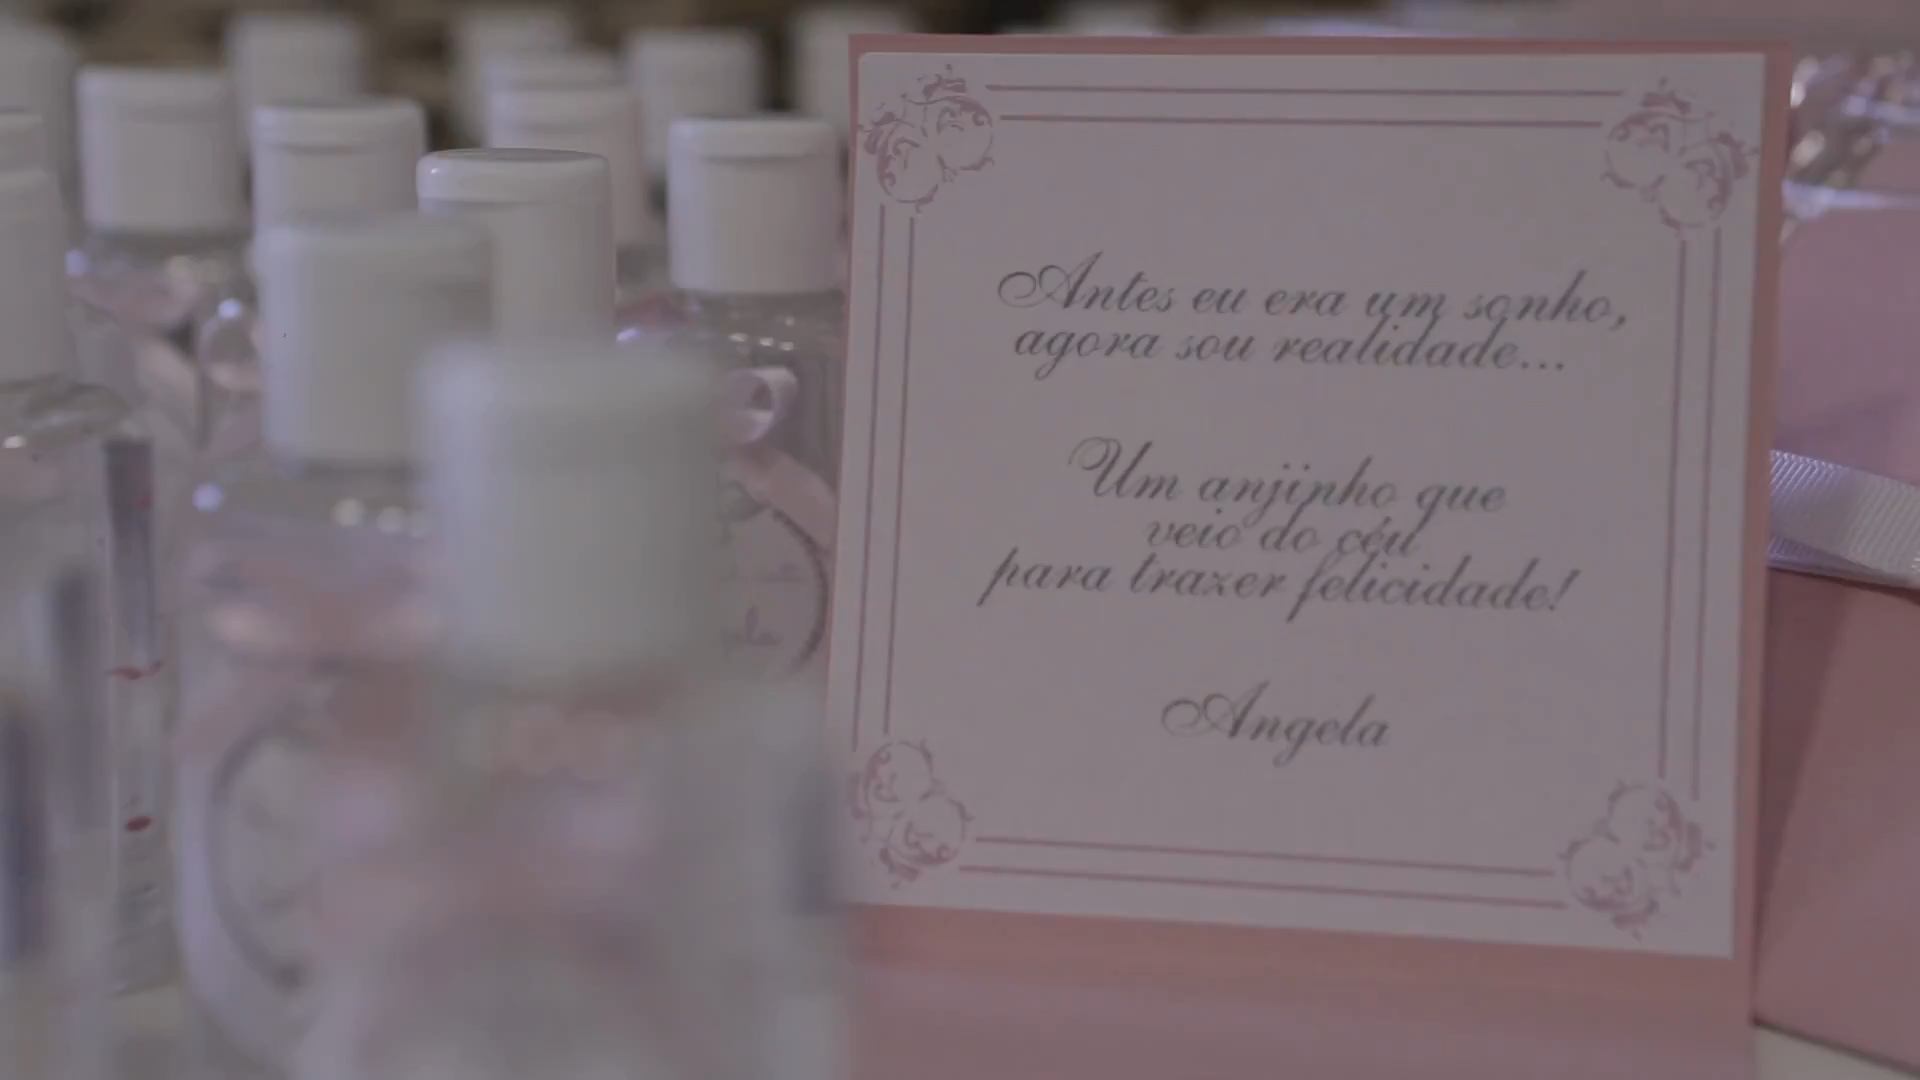 Antes eu era um sonho,
agora sou realidade...
Um anjinho que
veio do céu
para trazer felicidade!
Angela